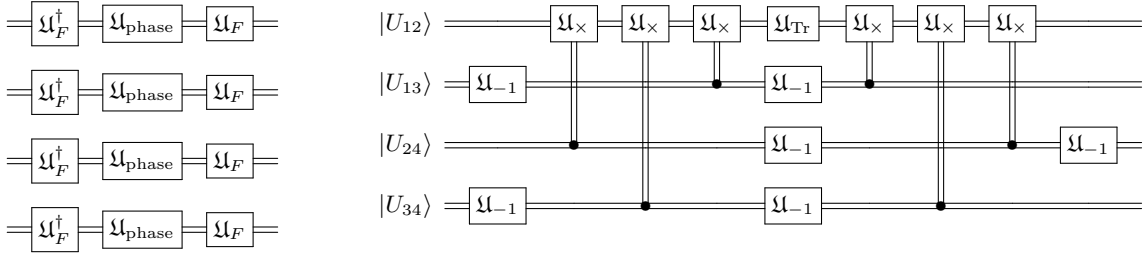 𝔘_F^† 𝔘_phase 𝔘_F
𝔘_F^† 𝔘_phase 𝔘_F
𝔘_F^† 𝔘_phase 𝔘_F
𝔘_F^† 𝔘_phase 𝔘_F
|U_12⟩ 𝔘_× 𝔘_× 𝔘_× 𝔘_Tr 𝔘_× 𝔘_× 𝔘_×
|U_13⟩ 𝔘_−1 𝔘_−1
|U_24⟩ 𝔘_−1 𝔘_−1
|U_34⟩ 𝔘_−1 𝔘_−1